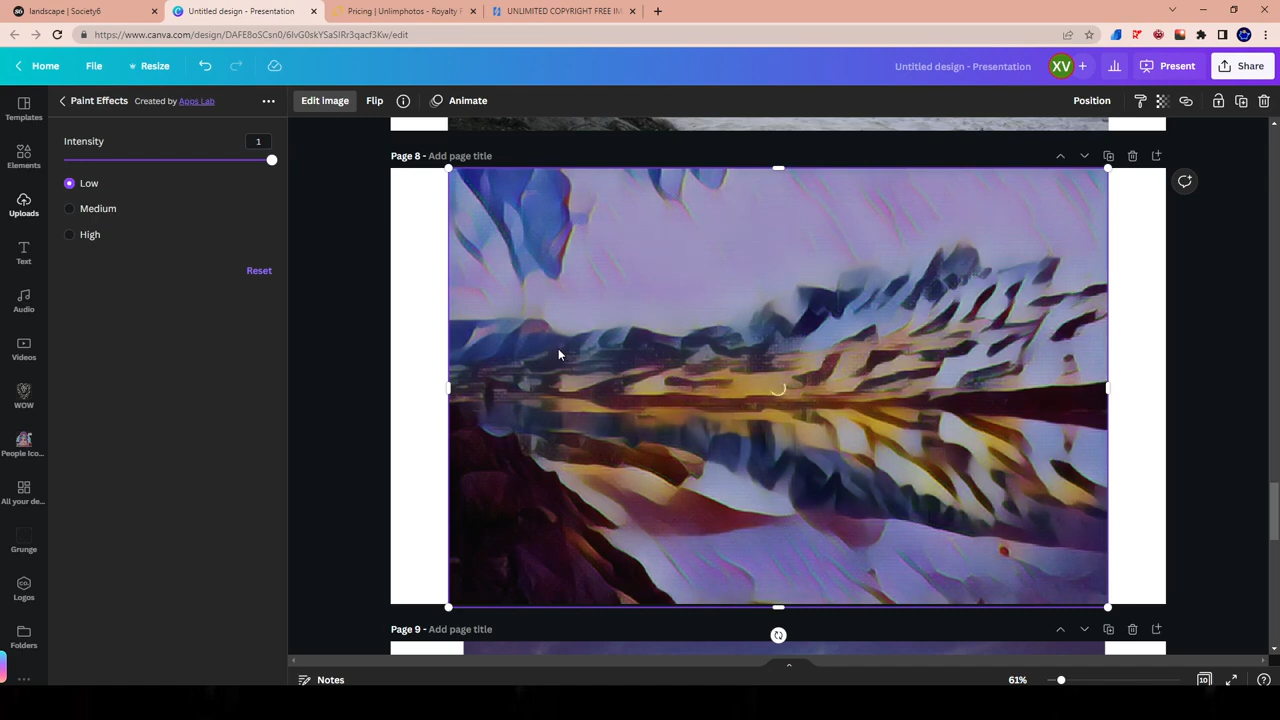 landscape | Society6
Untitled design - Presentation
Pricing | Unlimphotos - Royalty F
UNLIMITED COPYRIGHT FREE IM
https://www.canva.com/design/DAFE8oSCsn0/6lvG0skYSaSIRr3qacf3Kw/edit
Home
File
Resize
Untitled design - Presentation
XV
Present
Share
Templates
Elements
Uploads
Text
Audio
Videos
WOW
People Ico...
All your de...
Grunge
Logos
Folders
Paint Effects
Created by Apps Lab
Intensity
1
Low
Medium
High
Reset
Edit image
Flip
Animate
Position
Page 8 - Add page title
Page 9 - Add page title
Notes
61%
10